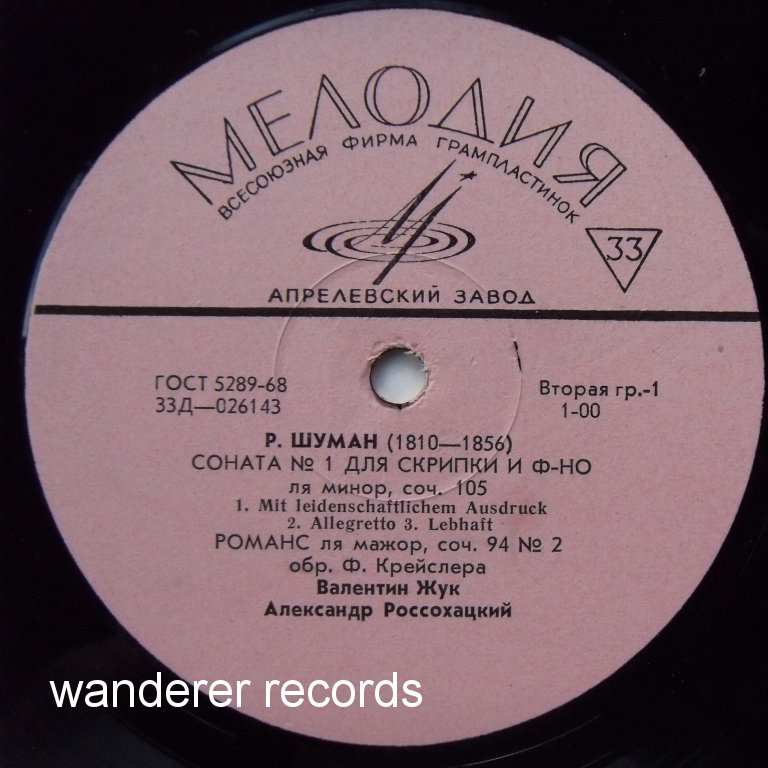 МЕЛОДИЯ
ВСЕСОЮЗНАЯ ФИРМА ГРАМПЛАСТИНОК
33
АПРЕЛЕВСКИЙ ЗАВОД
ГОСТ 5289-68
33Д—026143
Вторая гр.-1
1-00
Р. ШУМАН (1810—1856)
СОНАТА № 1 ДЛЯ СКРИПКИ И Ф-НО
ля минор, соч. 105
1. Mit leidenschaftlichem Ausdruck
2. Allegretto 3. Lebhaft
РОМАНС ля мажор, соч. 94 № 2
обр. Ф. Крейслера
Валентин Жук
Александр Россохацкий
wanderer records